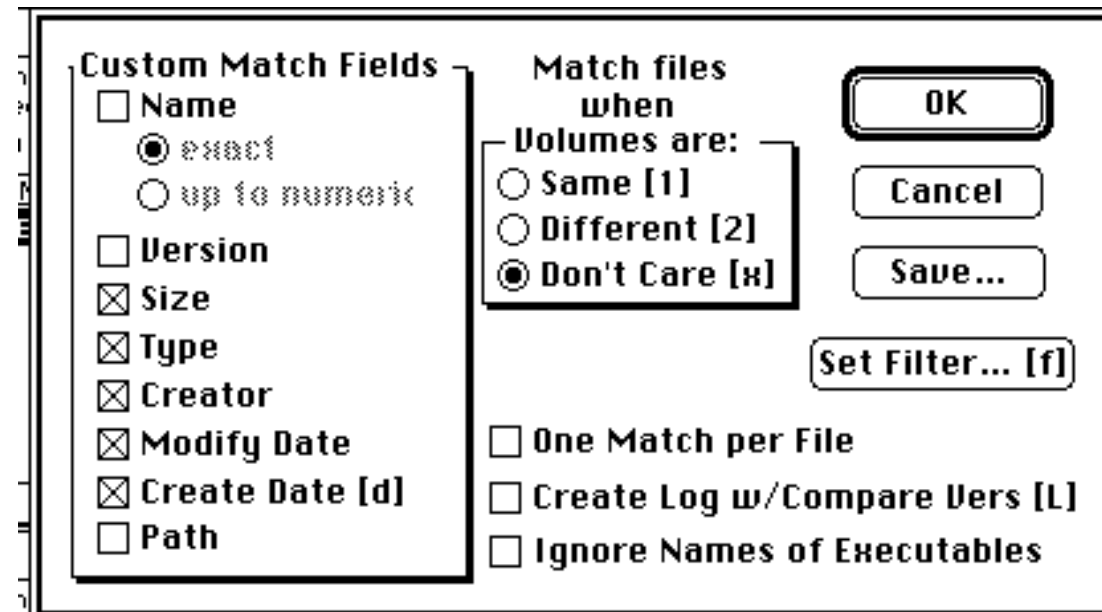 Custom Match Fields
Name
exact
up to numeric
Version
Size
Type
Creator
Modify Date
Create Date [d]
Path
Match files
when
Volumes are:
Same [1]
Different [2]
Don't Care [x]
OK
Cancel
Save...
Set Filter... [f]
One Match per File
Create Log w/Compare Vers [L]
Ignore Names of Executables